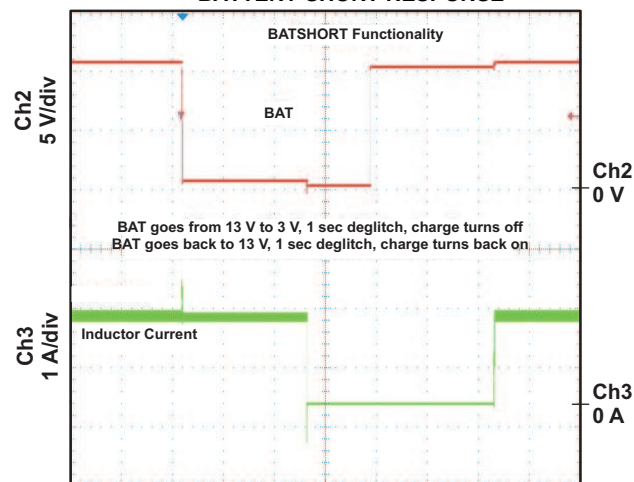 BATSHORT Functionality
Ch2
5 V/div
BAT
Ch2
0 V
BAT goes from 13 V to 3 V, 1 sec deglitch, charge turns off
BAT goes back to 13 V, 1 sec deglitch, charge turns back on
Ch3
1 A/div
Inductor Current
Ch3
0 A